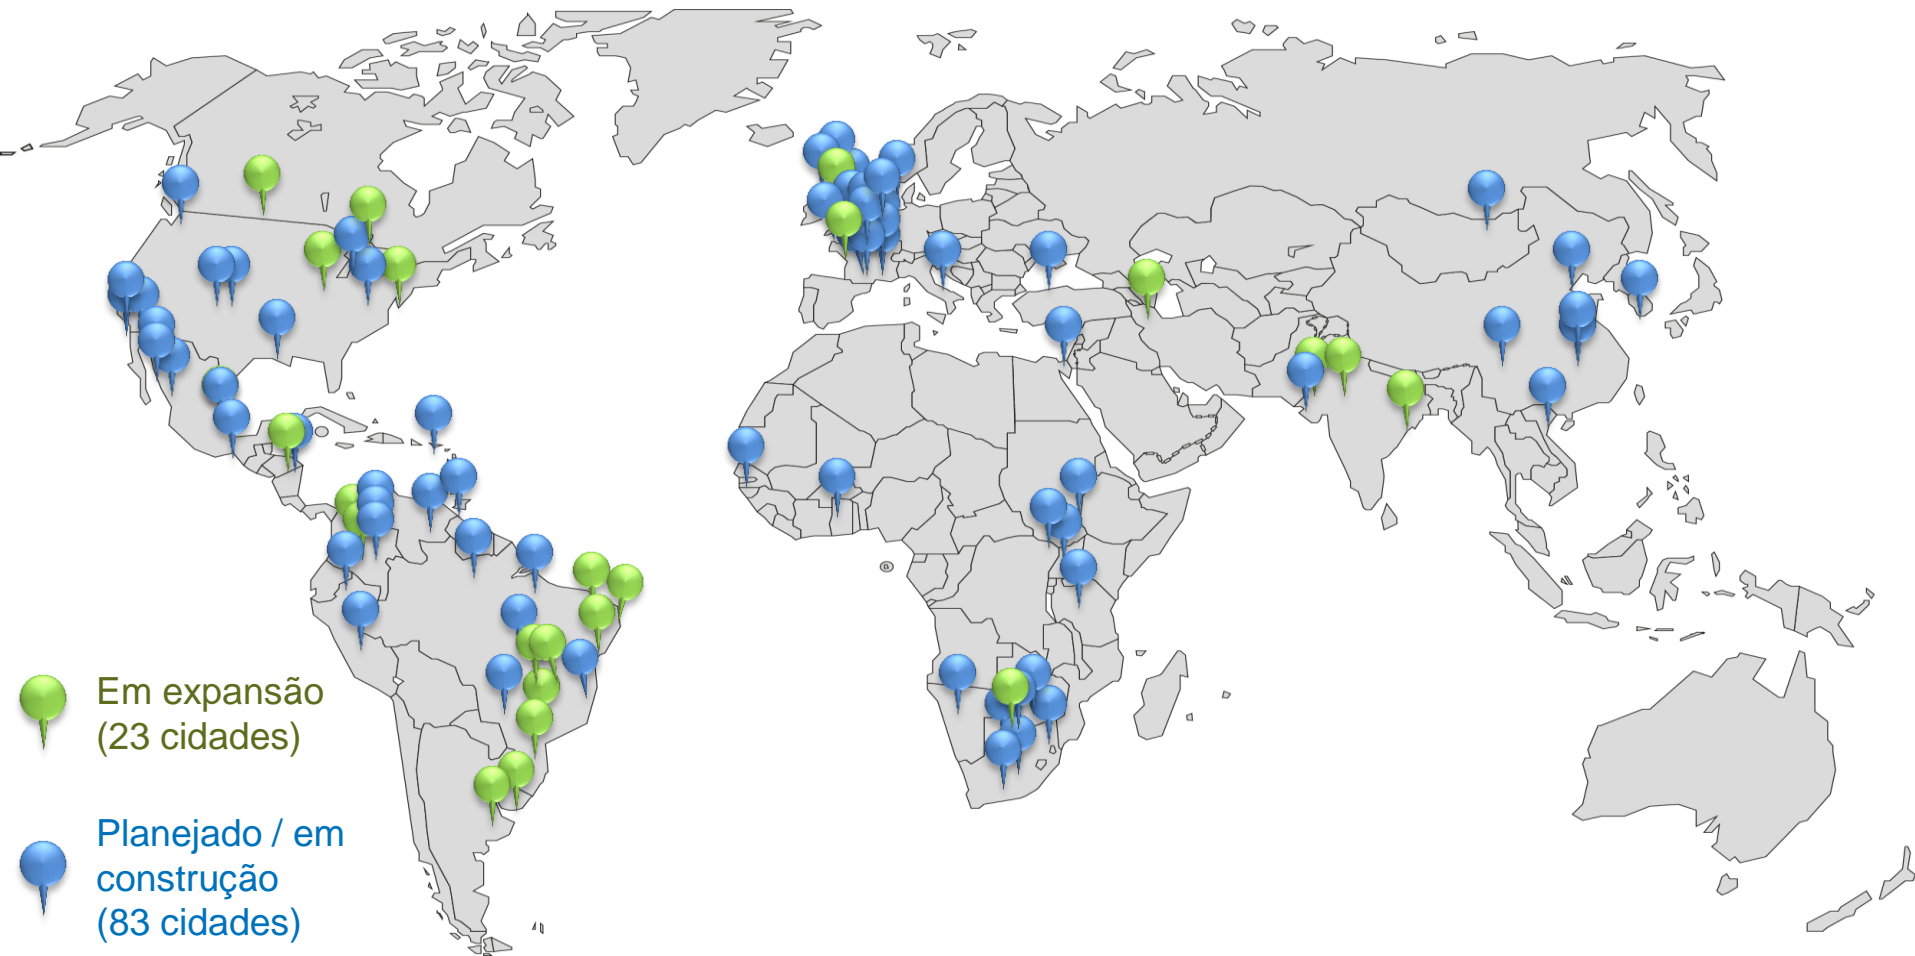 Em expansão
(23 cidades)
Planejado / em
construção
(83 cidades)